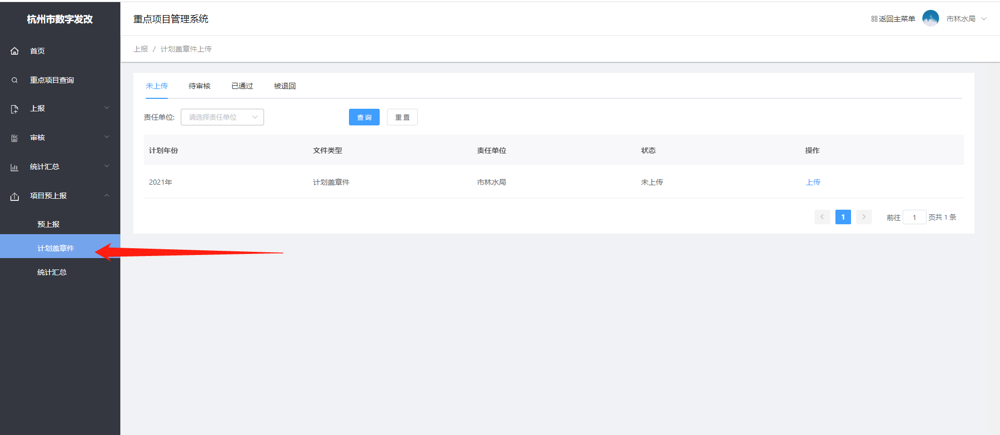 杭州市数字发改
重点项目管理系统
返回主菜单
市林水局
首页
重点项目查询
上报
审核
统计汇总
项目预上报
预上报
计划盖章件
统计汇总
上报 / 计划盖章件上传
未上传 待审核 已通过 被退回
责任单位: 请选择责任单位 查询 重置
计划年份 文件类型 责任单位 状态 操作
2021年 计划盖章件 市林水局 未上传 上传
1 前往 1 页共 1 条